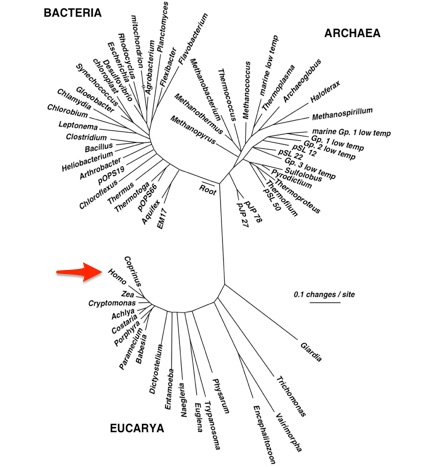 BACTERIA
ARCHAEA
mitochondrion
Planctomyces
Rhodocyclus
Escherichia
Desulfovibrio
chloroplast
Synechococcus
Gloeobacter
Chlamydia
Chlorobium
Leptonema
Clostridium
Bacillus
Heliobacterium
Arthrobacter
pOPS19
Chloroflexus
Thermus
Thermotoga
pOPS66
Aquifex
EM17
Agrobacterium
Flexibacter
Flavobacterium
Methanobacterium
Methanothermus
Methanopyrus
Thermococcus
Methanococcus
marine low temp
Thermoplasma
Archaeoglobus
Haloferax
Methanospirillum
marine Gp. 1 low temp
Gp. 1 low temp
Gp. 2 low temp
pSL 12
pSL 22
Gp. 3 low temp
Sulfolobus
Pyrodictium
Thermoproteus
Thermofilum
pSL 50
pJP 78
pJP 27
Root
0.1 changes / site
Coprinus
Homo
Zea
Cryptomonas
Achlya
Costaria
Porphyra
Paramecium
Babesia
Dictyostelium
Entamoeba
Naegleria
Euglena
Trypanosoma
Physarum
Encephalitozoon
Vairimorpha
Trichomonas
Giardia
EUCARYA